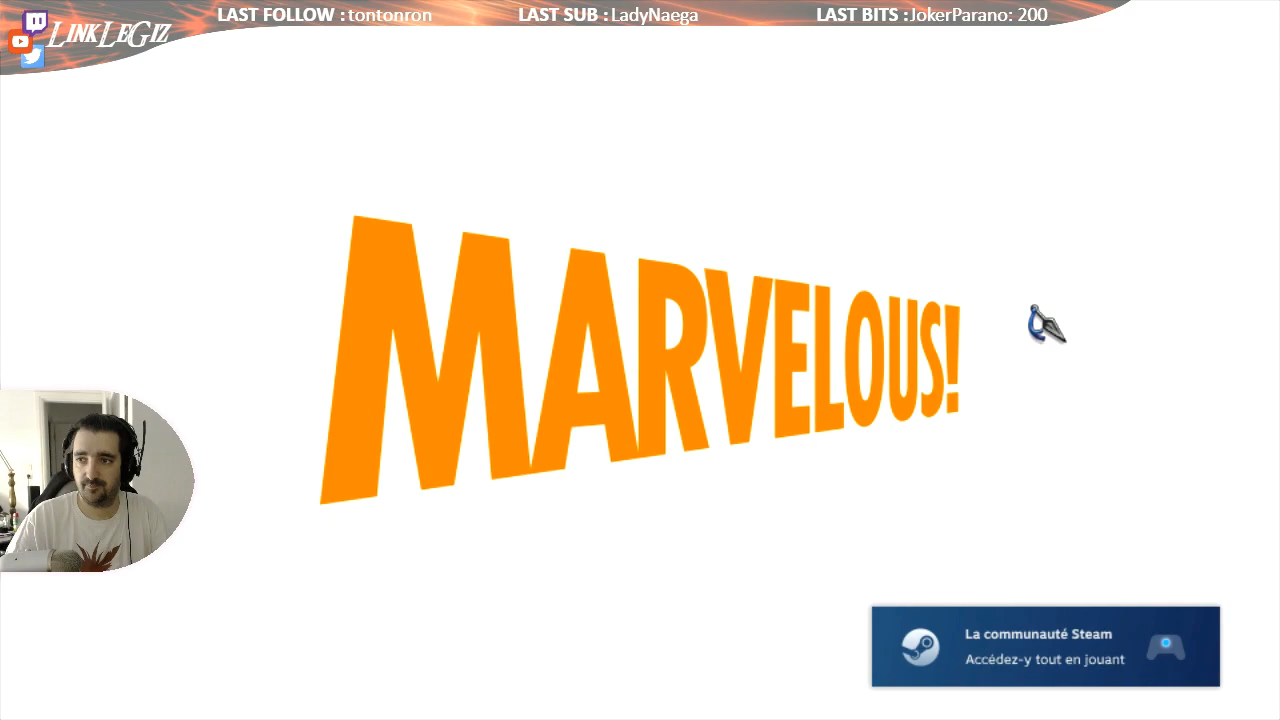 LAST FOLLOW : tontonron
LAST SUB : LadyNaega
LAST BITS : JokerParano: 200
LinkLeGiz
MARVELOUS!
La communauté Steam
Accédez-y tout en jouant